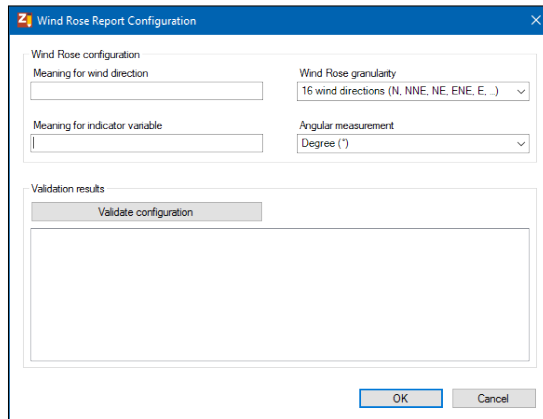 Wind Rose Report Configuration
Wind Rose configuration
Meaning for wind direction
Wind Rose granularity
16 wind directions (N, NNE, NE, ENE, E, ..)
Meaning for indicator variable
Angular measurement
Degree (°)
Validation results
Validate configuration
OK
Cancel